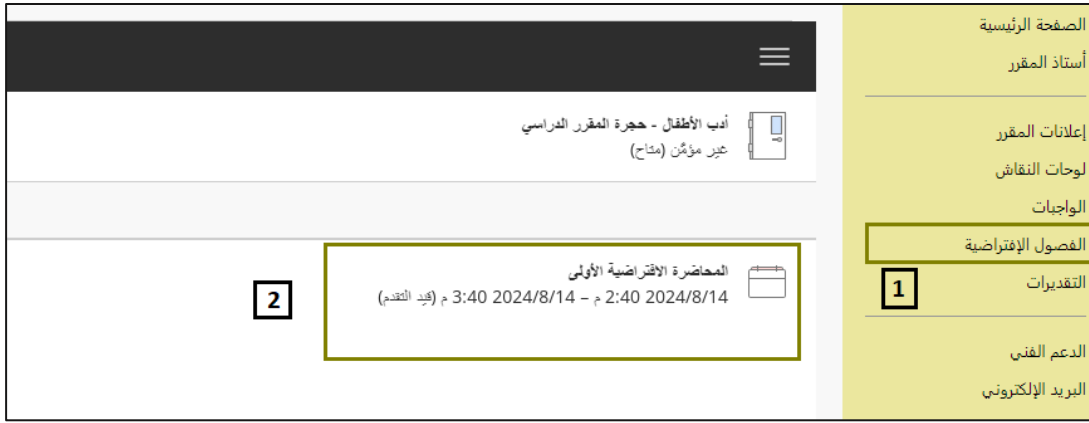 الصفحة الرئيسية
أستاذ المقرر
إعلانات المقرر
لوحات النقاش
الواجبات
الفصول الإفتراضية
1
التقديرات
الدعم الفني
البريد الإلكتروني
أدب الأطفال - حجرة المقرر الدراسي
غير مؤمَّن (متاح)
المحاضرة الافتراضية الأولى
2024/8/14 2:40 م – 2024/8/14 3:40 م (قيد التقدم)
2